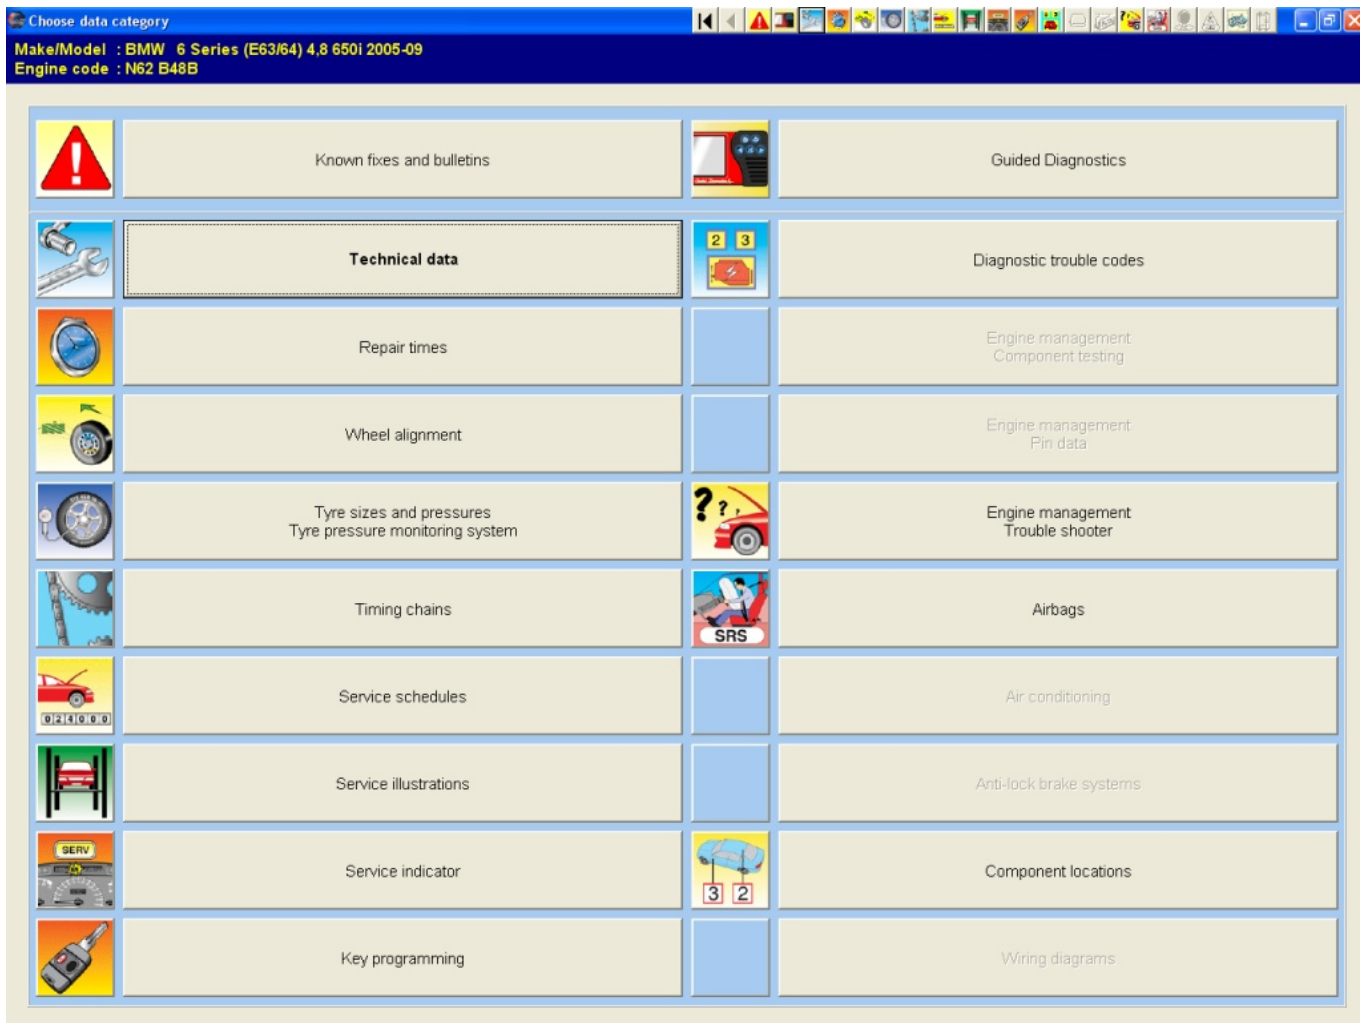 Choose data category
Make/Model : BMW 6 Series (E63/64) 4,8 650i 2005-09
Engine code : N62 B48B
Known fixes and bulletins
Guided Diagnostics
Technical data
2 3
Diagnostic trouble codes
Repair times
Engine management
Component testing
Wheel alignment
Engine management
Pin data
Tyre sizes and pressures
Tyre pressure monitoring system
? ? ?
Engine management
Trouble shooter
Timing chains
SRS
Airbags
024000
Service schedules
Air conditioning
Service illustrations
Anti-lock brake systems
SERV
Service indicator
3 2
Component locations
Key programming
Wiring diagrams